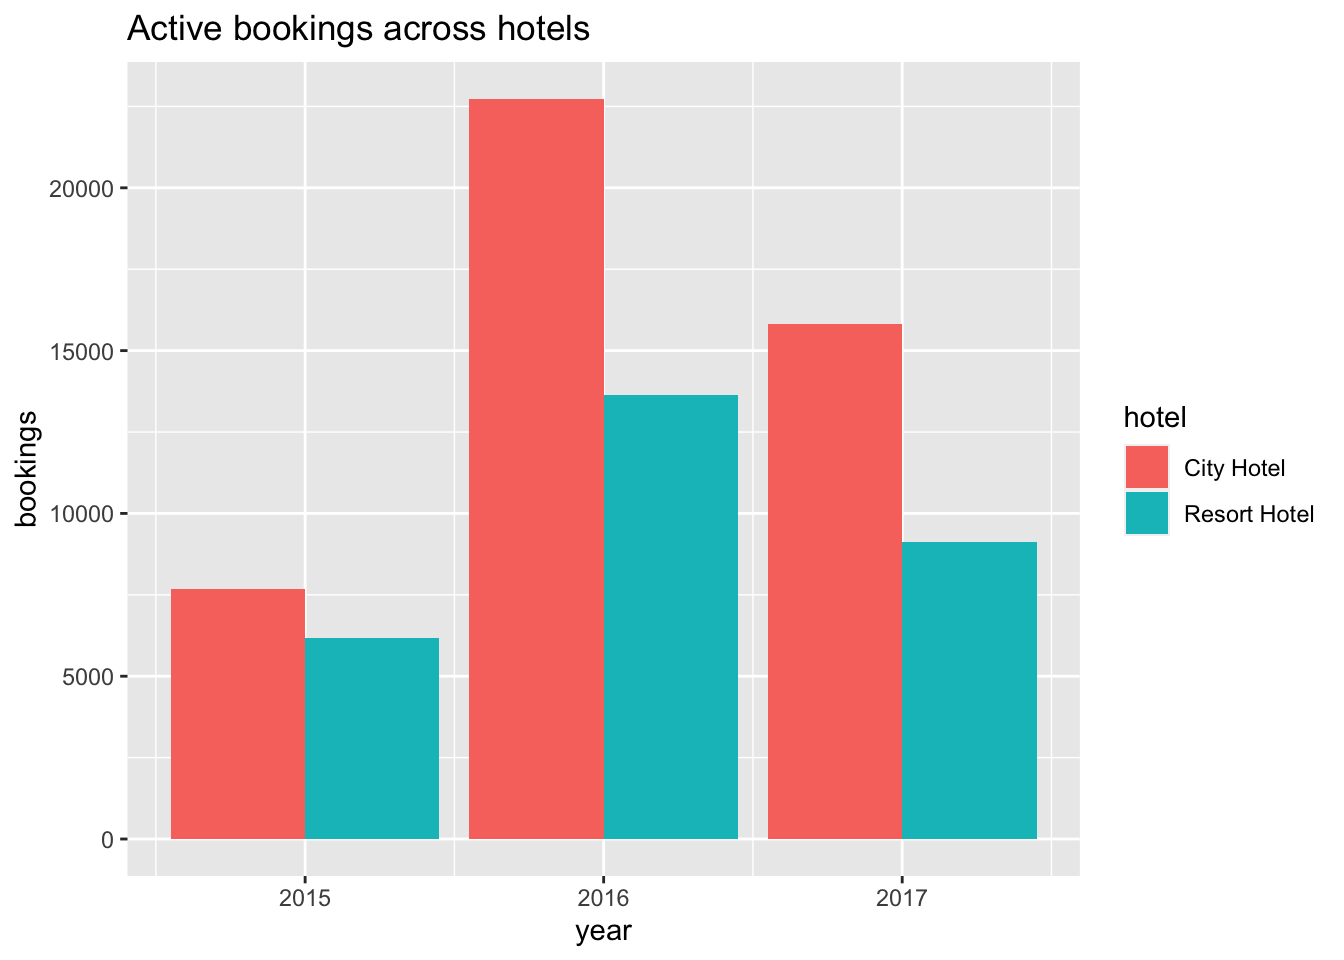 Active bookings across hotels
bookings
20000
15000
10000
5000
0
2015 2016 2017
year
hotel
City Hotel
Resort Hotel